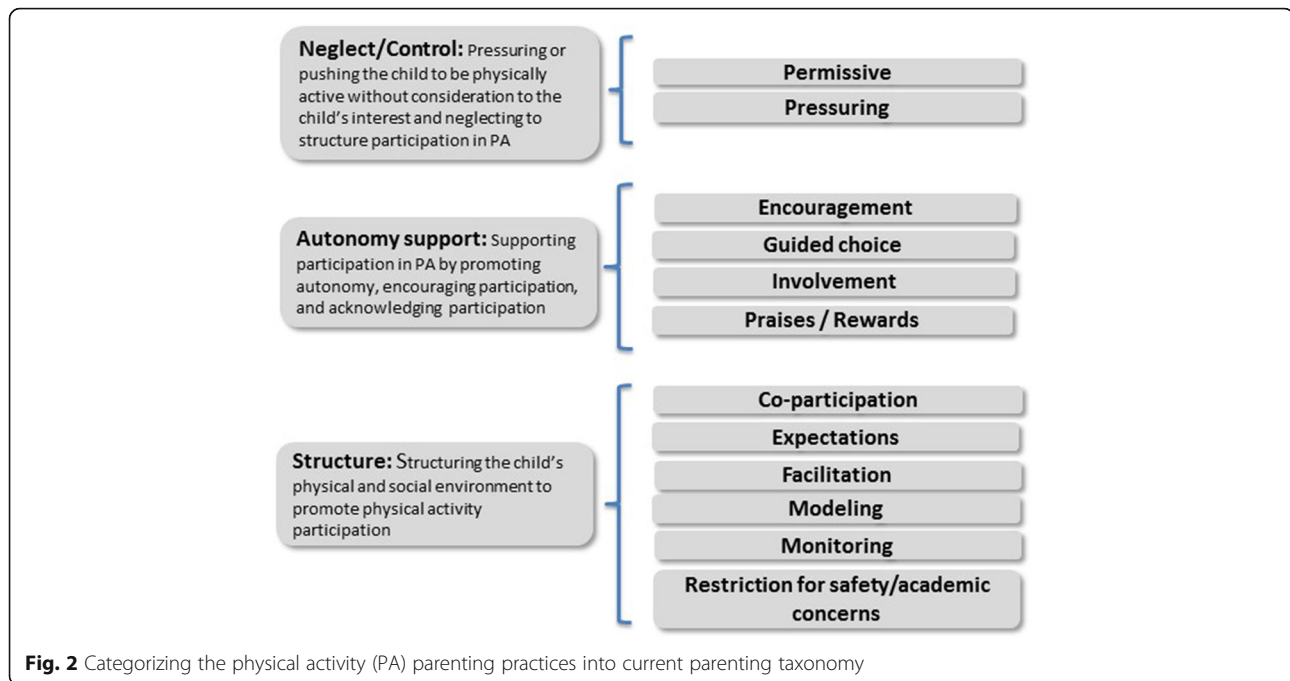 Neglect/Control: Pressuring or
pushing the child to be physically
active without consideration to the
child's interest and neglecting to
structure participation in PA
Permissive
Pressuring
Autonomy support: Supporting
participation in PA by promoting
autonomy, encouraging participation,
and acknowledging participation
Encouragement
Guided choice
Involvement
Praises / Rewards
Structure: Structuring the child's
physical and social environment to
promote physical activity
participation
Co-participation
Expectations
Facilitation
Modeling
Monitoring
Restriction for safety/academic
concerns
Fig. 2 Categorizing the physical activity (PA) parenting practices into current parenting taxonomy